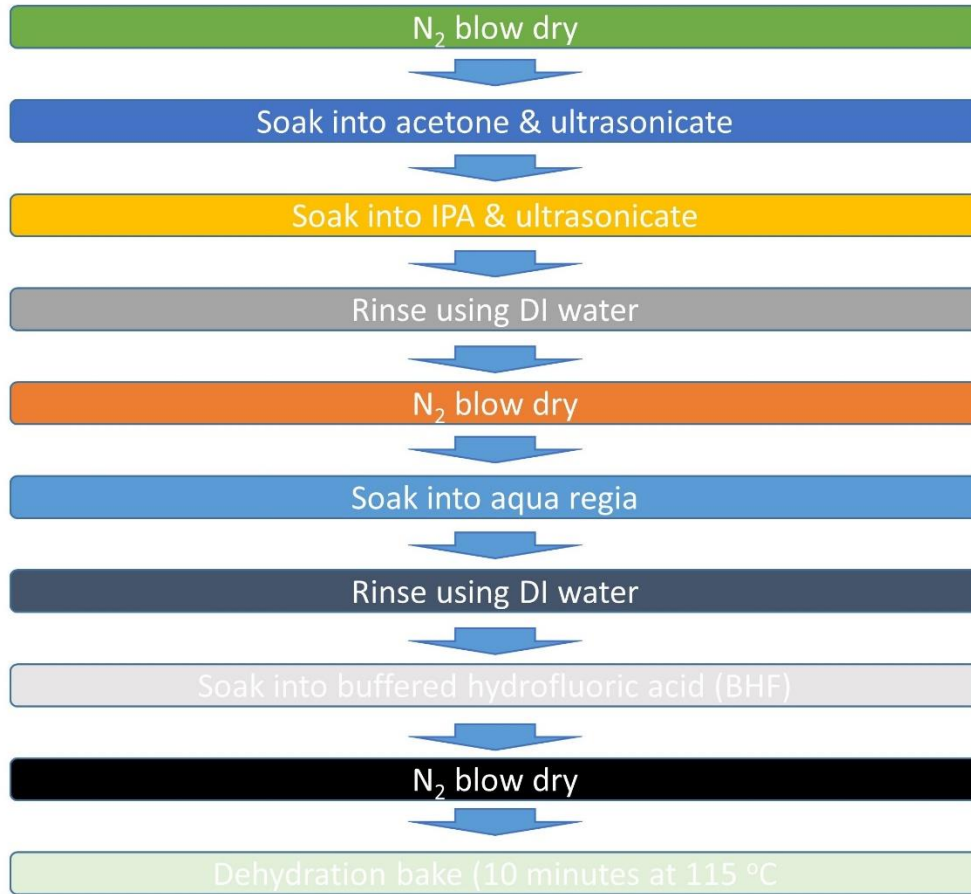 N₂ blow dry
Soak into acetone & ultrasonicate
Soak into IPA & ultrasonicate
Rinse using DI water
N₂ blow dry
Soak into aqua regia
Rinse using DI water
Soak into buffered hydrofluoric acid (BHF)
N₂ blow dry
Dehydration bake (10 minutes at 115 °C